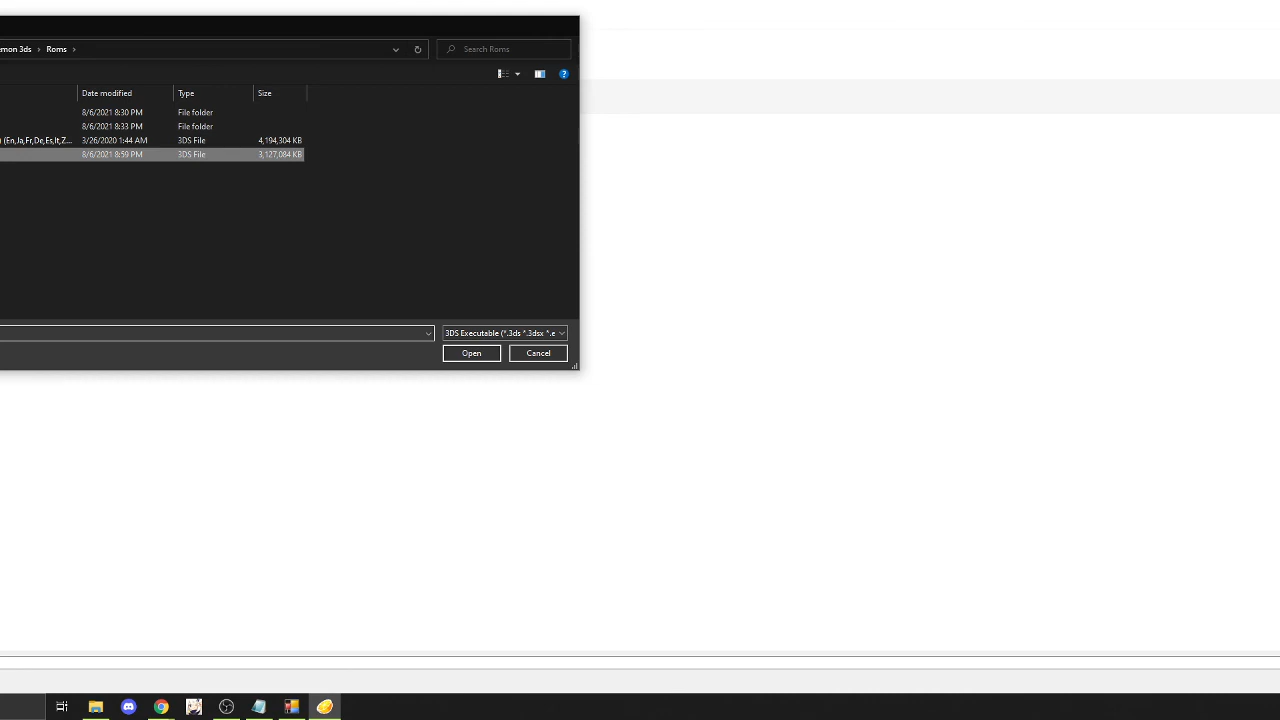 emon 3ds > Roms >
Search Roms
Date modified Type Size
8/6/2021 8:30 PM File folder
8/6/2021 8:33 PM File folder
) (En,Ja,Fr,De,Es,It,Z... 3/26/2020 1:44 AM 3DS File 4,194,304 KB
8/6/2021 8:59 PM 3DS File 3,127,084 KB
3DS Executable (*.3ds *.3dsx *.e
Open Cancel